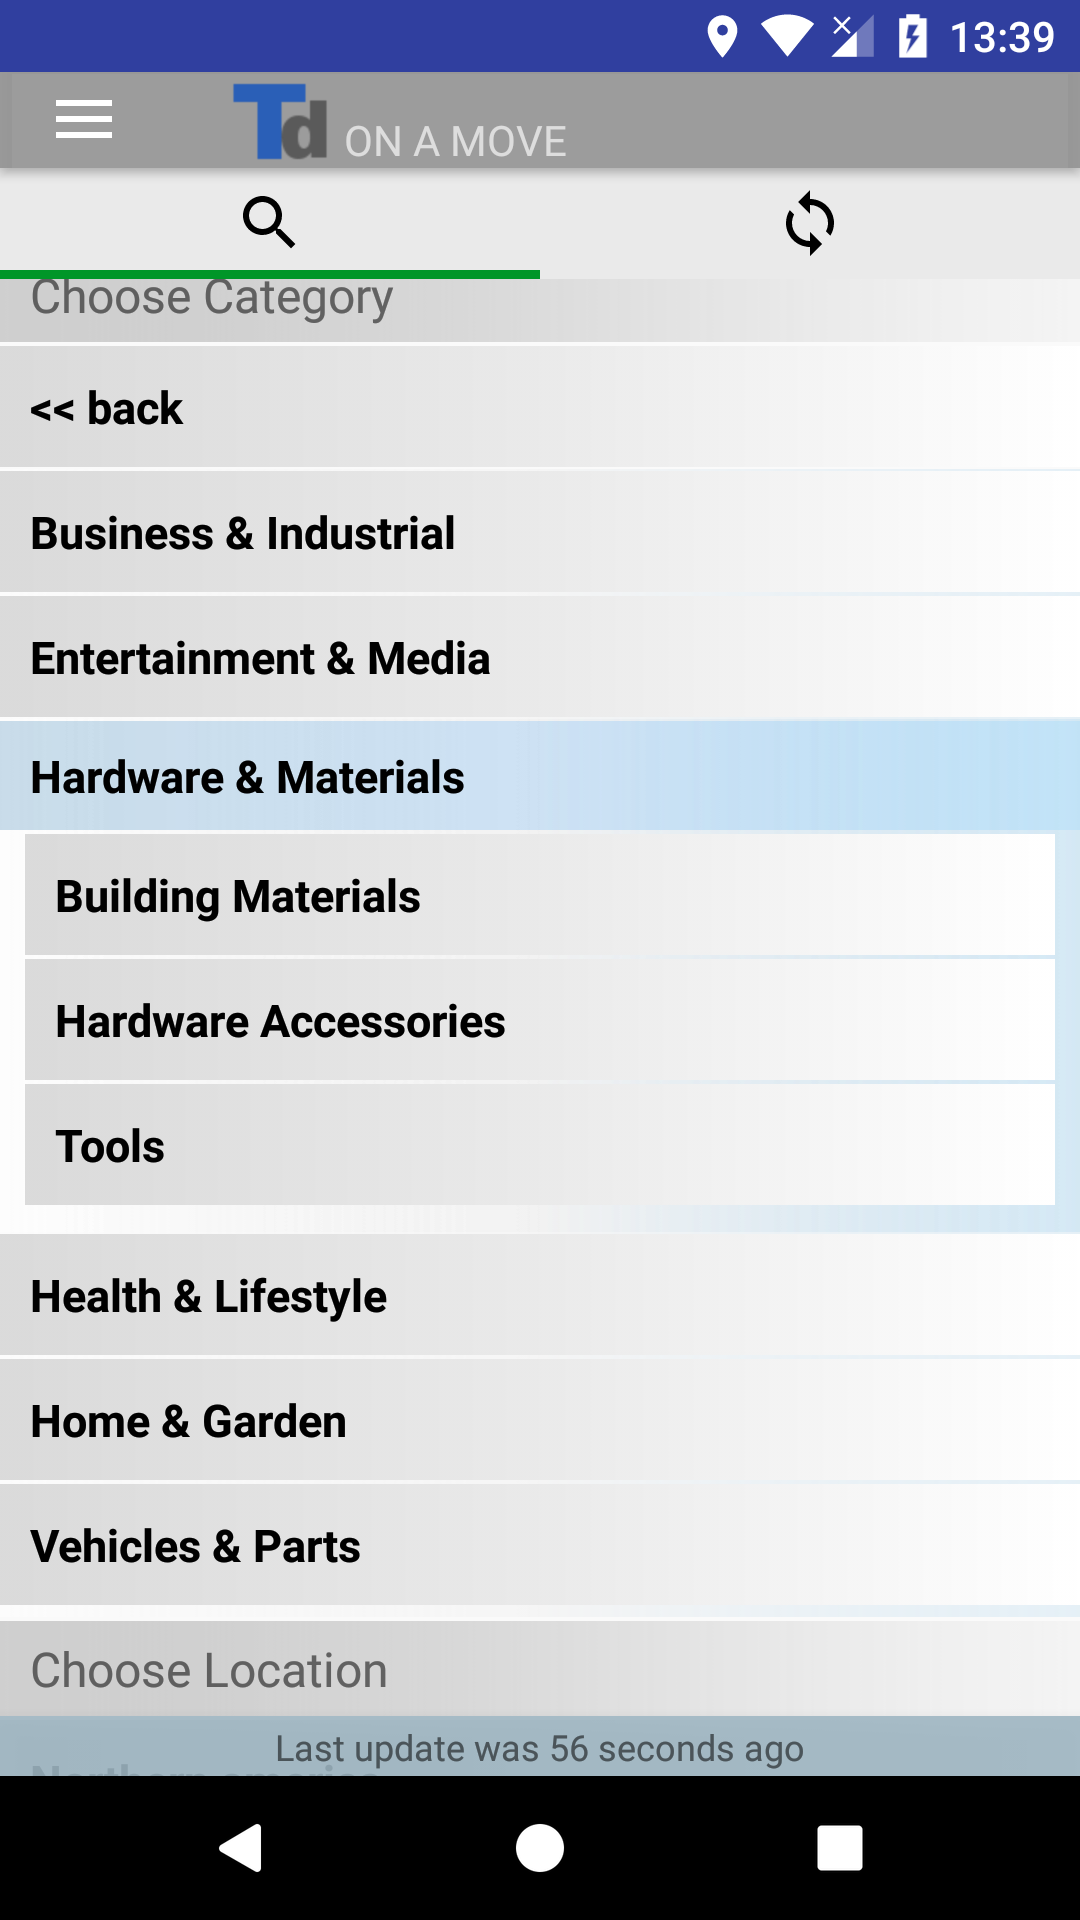 13:39
Td ON A MOVE
Choose Category
<< back
Business & Industrial
Entertainment & Media
Hardware & Materials
Building Materials
Hardware Accessories
Tools
Health & Lifestyle
Home & Garden
Vehicles & Parts
Choose Location
Last update was 56 seconds ago